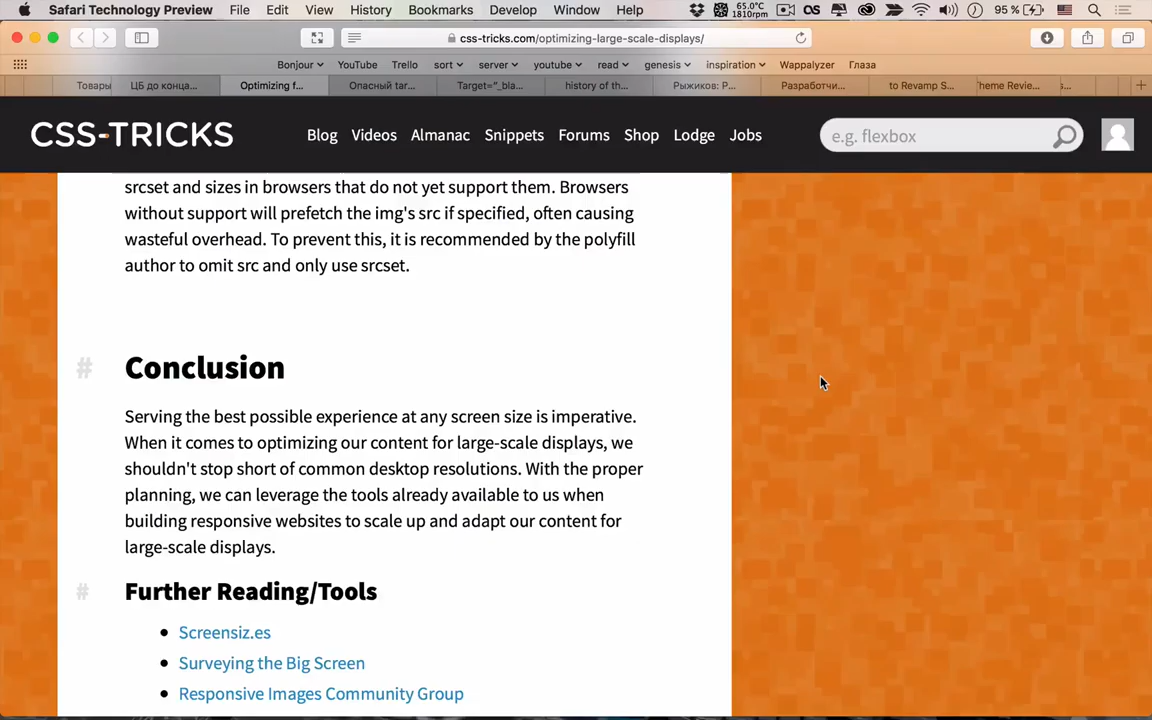 Safari Technology Preview File Edit View History Bookmarks Develop Window Help 65.0°C 1810rpm 95 %
css-tricks.com/optimizing-large-scale-displays/
Bonjour YouTube Trello sort server youtube read genesis inspiration Wappalyzer Глаза
Товары ЦБ до конца... Optimizing f... Опасный tar... Target="_bla... history of th... Рыжиков: Р... Разработчи... to Revamp S... heme Revie... s...
CSS-TRICKS Blog Videos Almanac Snippets Forums Shop Lodge Jobs e.g. flexbox
srcset and sizes in browsers that do not yet support them. Browsers
without support will prefetch the img's src if specified, often causing
wasteful overhead. To prevent this, it is recommended by the polyfill
author to omit src and only use srcset.
# Conclusion
Serving the best possible experience at any screen size is imperative.
When it comes to optimizing our content for large-scale displays, we
shouldn't stop short of common desktop resolutions. With the proper
planning, we can leverage the tools already available to us when
building responsive websites to scale up and adapt our content for
large-scale displays.
# Further Reading/Tools
Screensiz.es
Surveying the Big Screen
Responsive Images Community Group